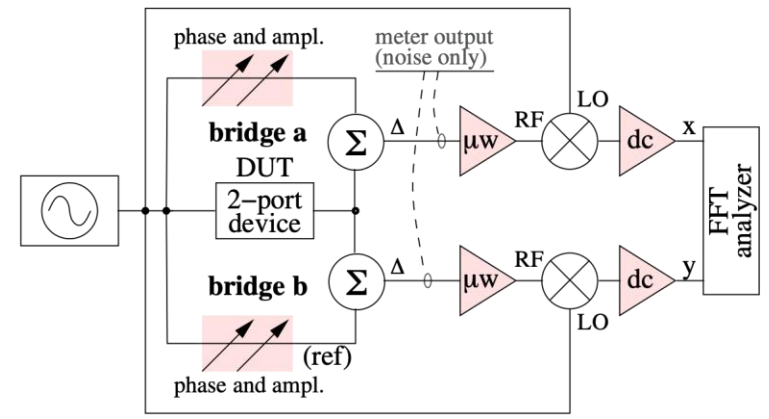 phase and ampl.
meter output
(noise only)
bridge a
Σ
Δ
μw
RF
LO
dc
x
DUT
2−port
device
FFT
analyzer
bridge b
Σ
Δ
μw
RF
LO
dc
y
(ref)
phase and ampl.